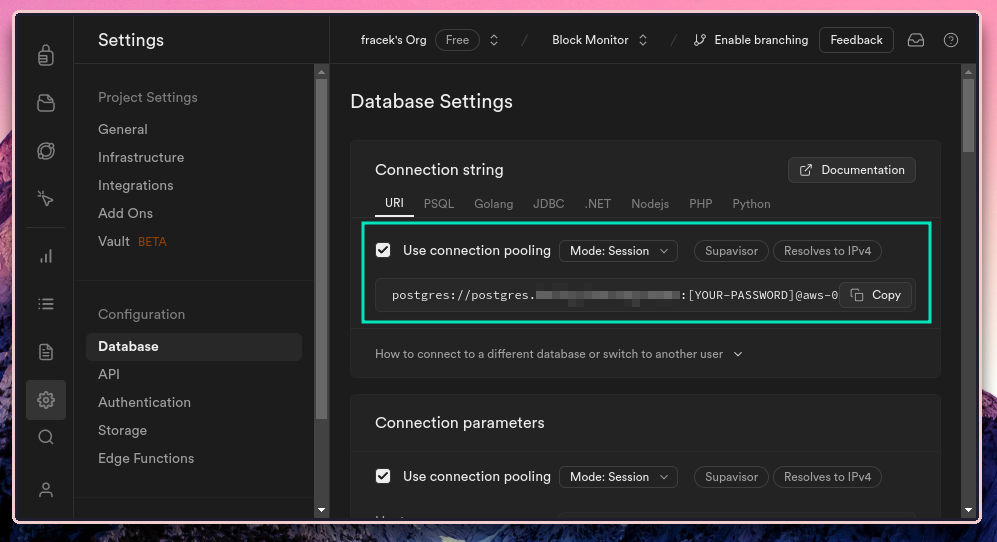 Settings
fracek's Org Free / Block Monitor / Enable branching Feedback
Project Settings
General
Infrastructure
Integrations
Add Ons
Vault BETA
Configuration
Database
API
Authentication
Storage
Edge Functions
Database Settings
Connection string
Documentation
URI PSQL Golang JDBC .NET Nodejs PHP Python
Use connection pooling Mode: Session Supavisor Resolves to IPv4
postgres://postgres. :[YOUR-PASSWORD]@aws-0 Copy
How to connect to a different database or switch to another user
Connection parameters
Use connection pooling Mode: Session Supavisor Resolves to IPv4